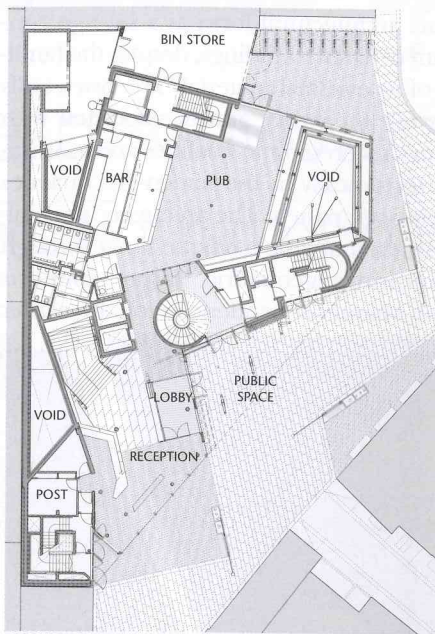 BIN STORE
VOID
BAR
PUB
VOID
VOID
LOBBY
PUBLIC
SPACE
RECEPTION
POST